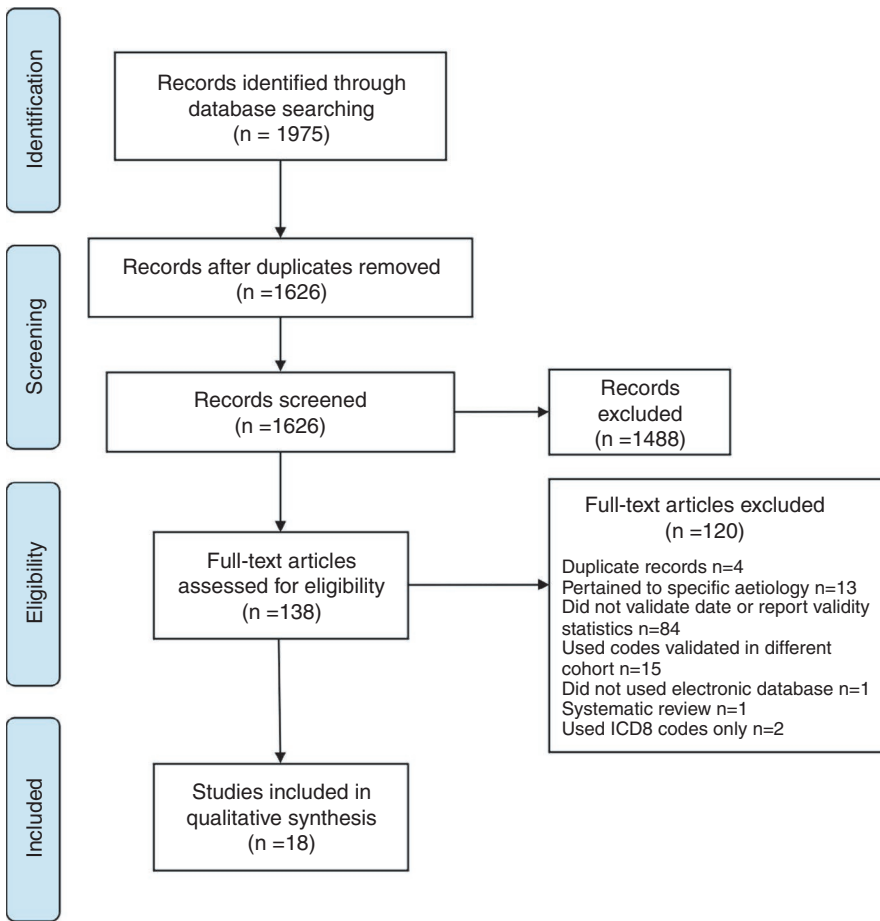 Identification
Records identified through
database searching
(n = 1975)
Screening
Records after duplicates removed
(n =1626)
Records screened
(n =1626)
Records
excluded
(n =1488)
Eligibility
Full-text articles
assessed for eligibility
(n =138)
Full-text articles excluded
(n =120)
Duplicate records n=4
Pertained to specific aetiology n=13
Did not validate date or report validity
statistics n=84
Used codes validated in different
cohort n=15
Did not used electronic database n=1
Systematic review n=1
Used ICD8 codes only n=2
Included
Studies included in
qualitative synthesis
(n =18)